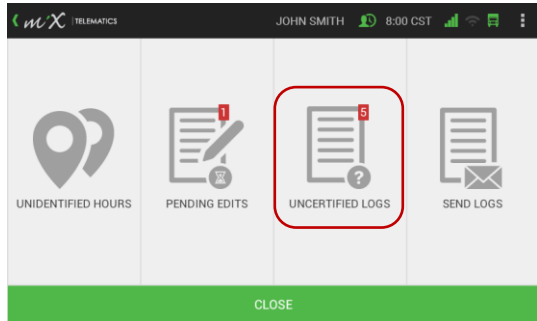 MiX TELEMATICS JOHN SMITH 8:00 CST
1 5
?
UNIDENTIFIED HOURS PENDING EDITS UNCERTIFIED LOGS SEND LOGS
CLOSE